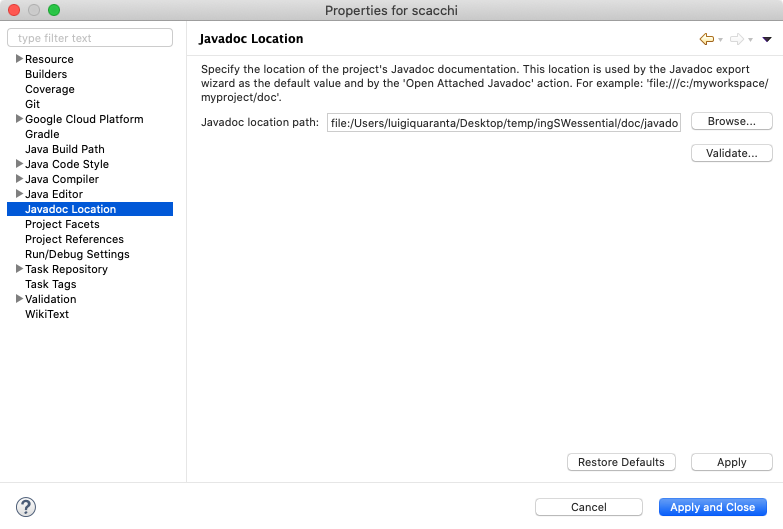 Properties for scacchi
type filter text
Resource
Builders
Coverage
Git
Google Cloud Platform
Gradle
Java Build Path
Java Code Style
Java Compiler
Java Editor
Javadoc Location
Project Facets
Project References
Run/Debug Settings
Task Repository
Task Tags
Validation
WikiText
Javadoc Location
Specify the location of the project's Javadoc documentation. This location is used by the Javadoc export
wizard as the default value and by the 'Open Attached Javadoc' action. For example: 'file:///c:/myworkspace/
myproject/doc'.
Javadoc location path: file:/Users/luigiquaranta/Desktop/temp/ingSWessential/doc/javado Browse...
Validate...
Restore Defaults Apply
? Cancel Apply and Close